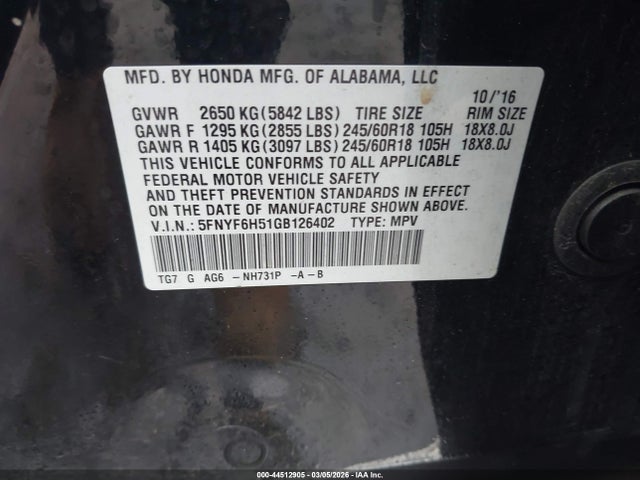 MFD. BY HONDA MFG. OF ALABAMA, LLC
10/'16
GVWR 2650 KG (5842 LBS) TIRE SIZE RIM SIZE
GAWR F 1295 KG (2855 LBS) 245/60R18 105H 18X8.0J
GAWR R 1405 KG (3097 LBS) 245/60R18 105H 18X8.0J
THIS VEHICLE CONFORMS TO ALL APPLICABLE
FEDERAL MOTOR VEHICLE SAFETY
AND THEFT PREVENTION STANDARDS IN EFFECT
ON DATE OF MANUFACTURE SHOWN ABOVE.
V.I.N.: 5FNYF6H51GB126402 TYPE: MPV
TG7 G AG6 - NH731P -A-B
000-44512905 - 03/05/2026 - COPYRIGHT IAA, LLC.